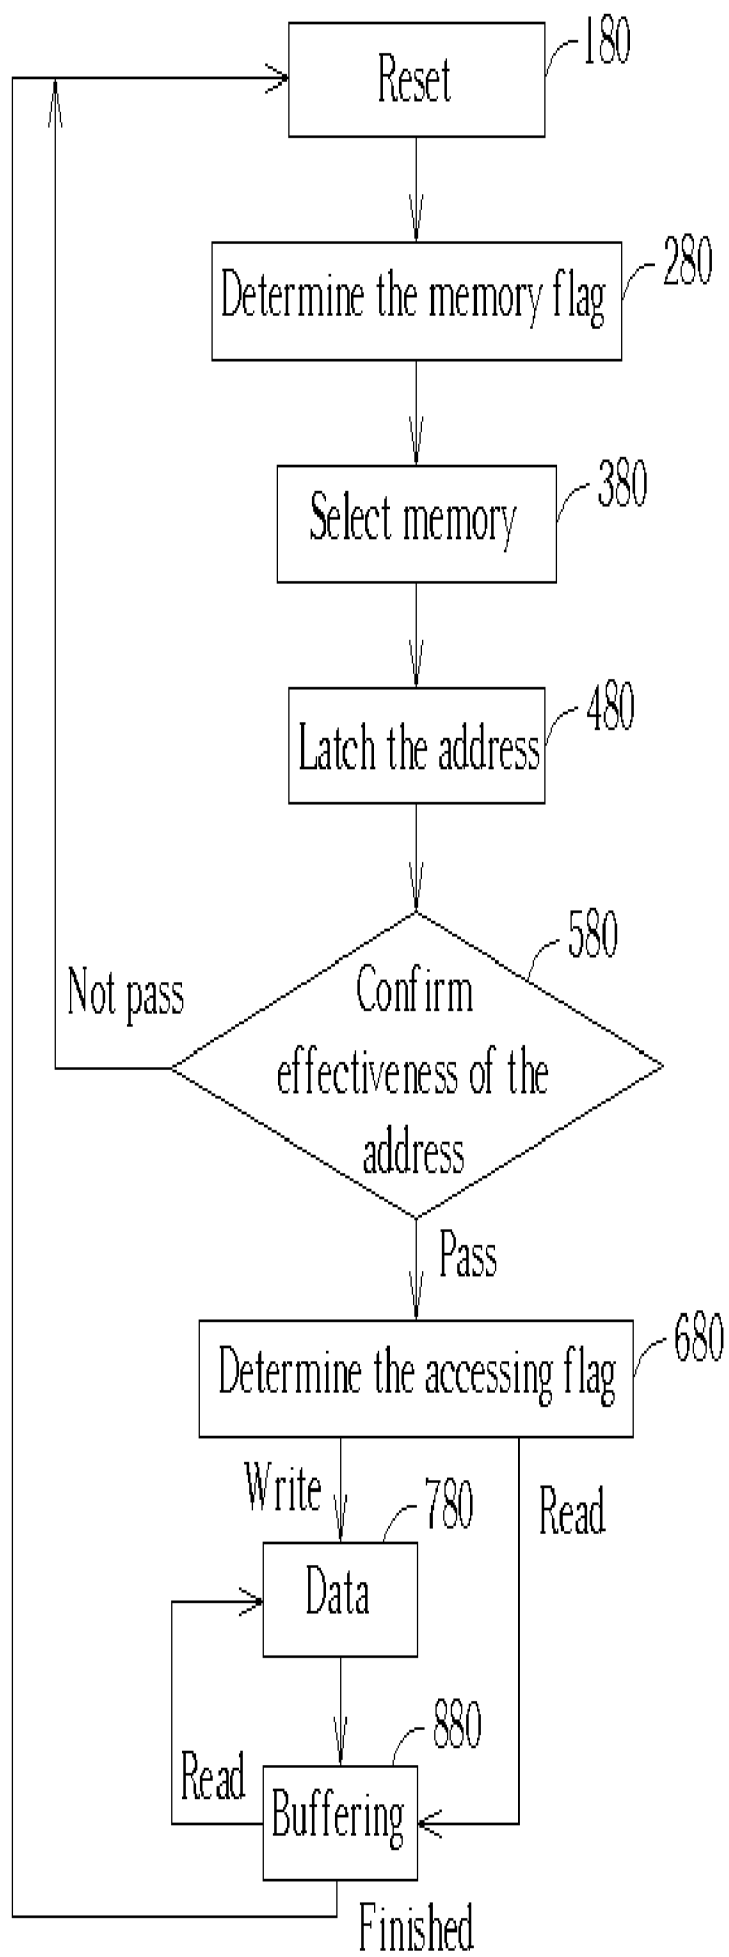 180
Reset
280
Determine the memory flag
380
Select memory
480
Latch the address
580
Not pass
Confirm
effectiveness of the
address
Pass
680
Determine the accessing flag
Write
780
Read
Data
880
Read
Buffering
Finished